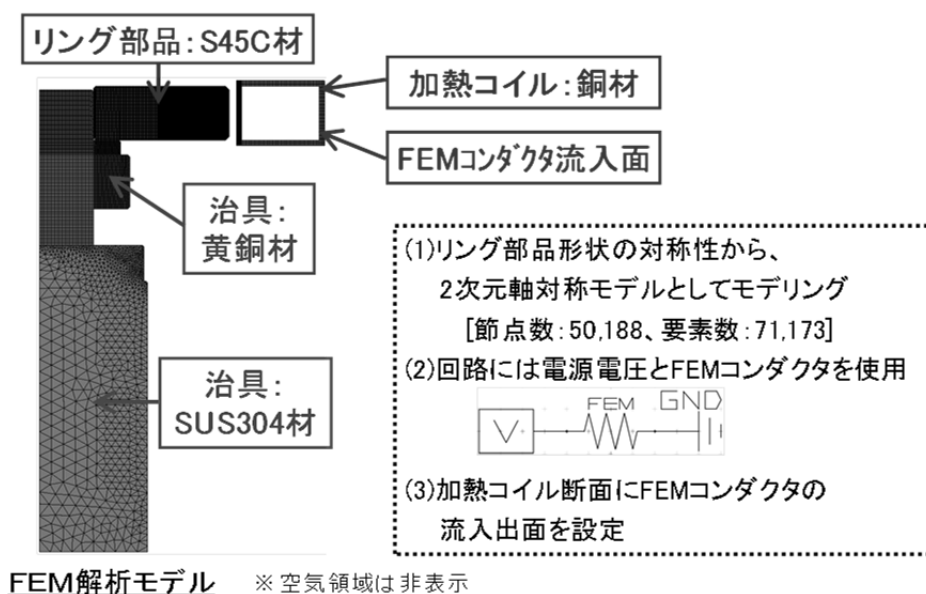 リング部品：S45C材
加熱コイル：銅材
FEMコンダクタ流入面
治具：
黄銅材
治具：
SUS304材
(1)リング部品形状の対称性から、
2次元軸対称モデルとしてモデリング
[節点数：50,188、要素数：71,173]
(2)回路には電源電圧とFEMコンダクタを使用
V FEM GND
(3)加熱コイル断面にFEMコンダクタの
流入出面を設定
FEM解析モデル ※空気領域は非表示